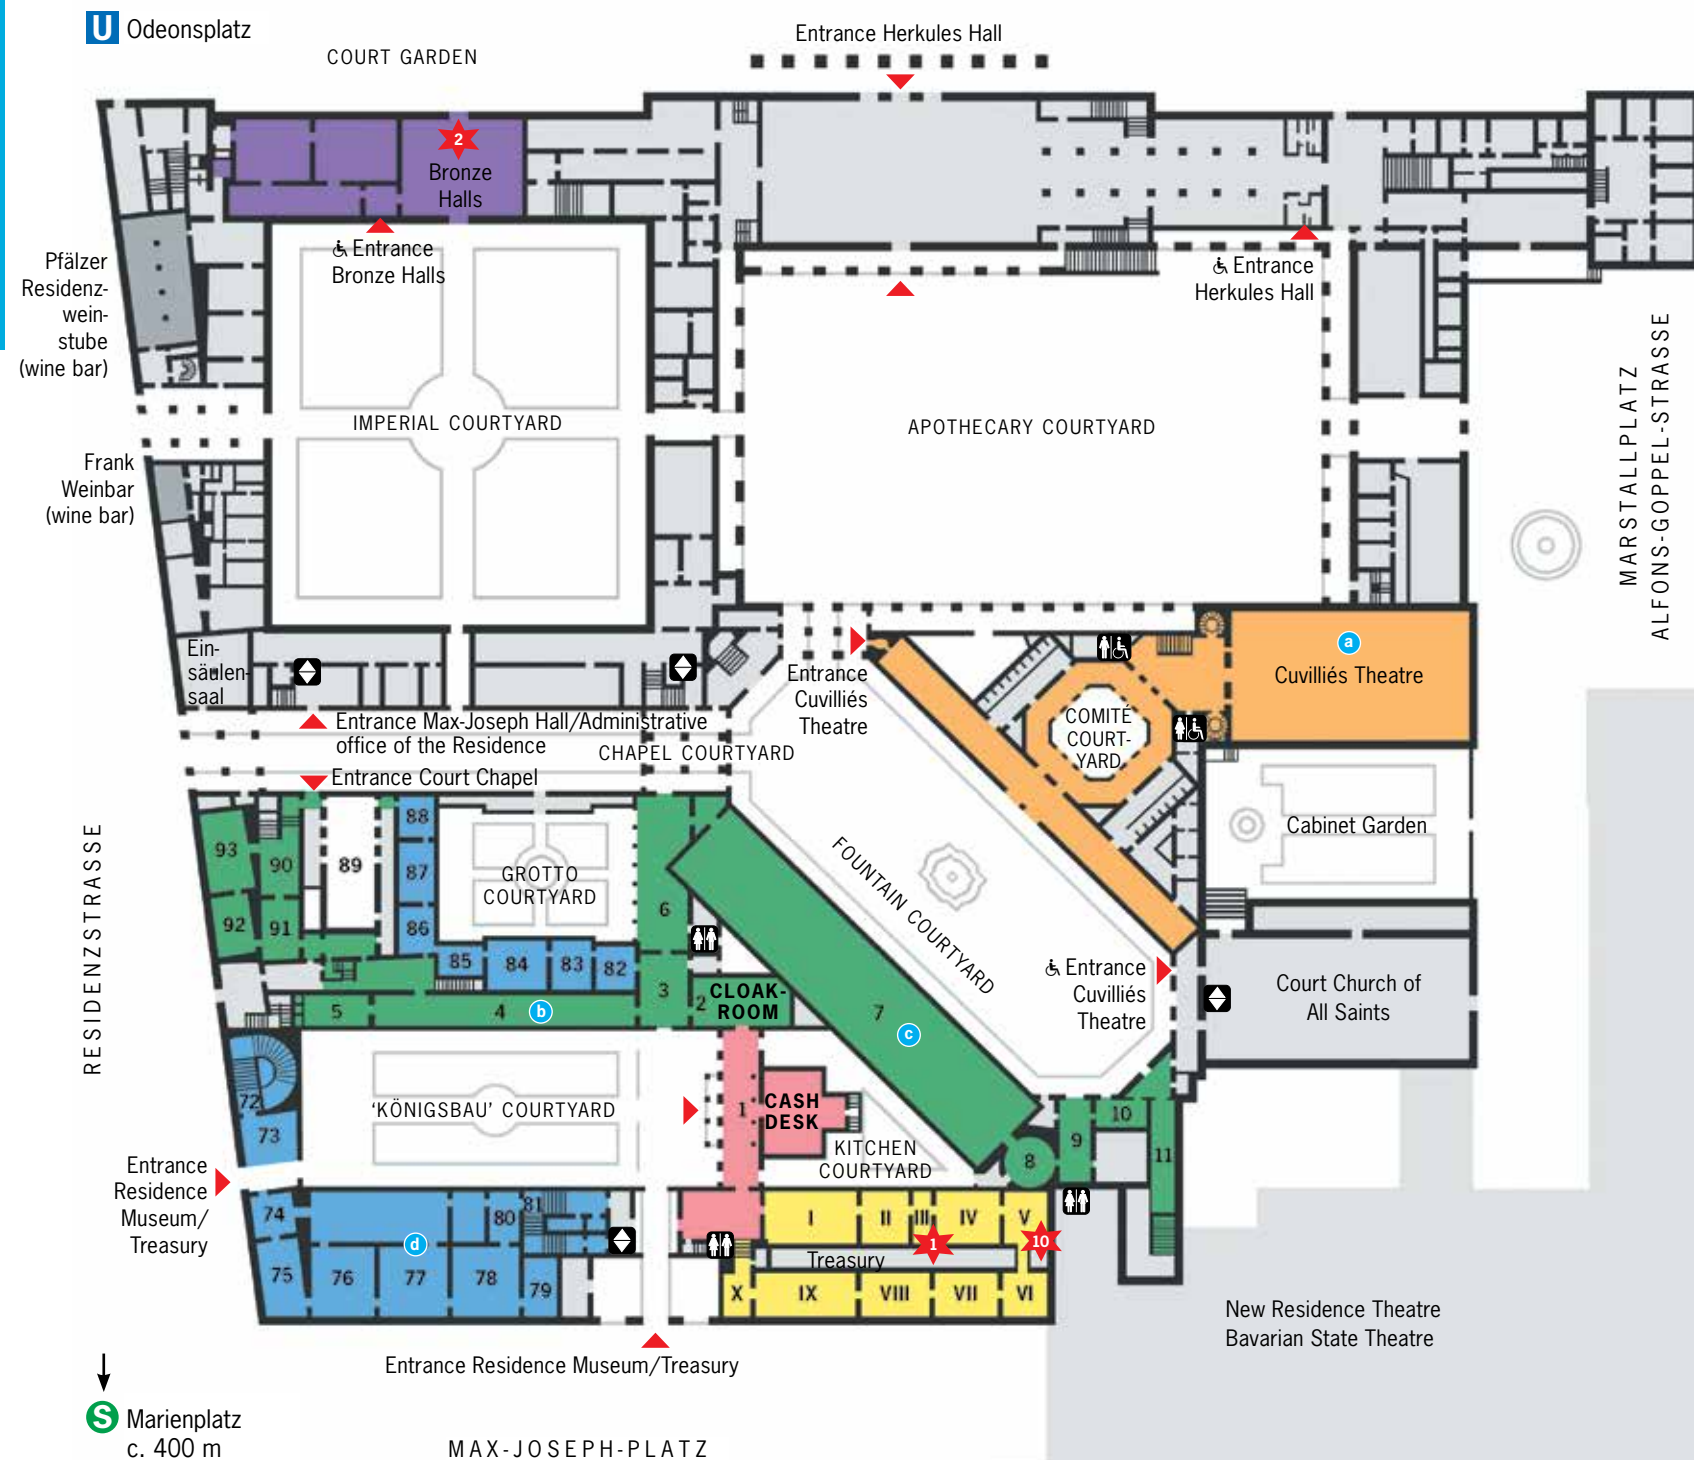 U Odeonsplatz
COURT GARDEN
Entrance Herkules Hall
2
Bronze
Halls
Entrance
Bronze Halls
Pfälzer
Residenz-
wein-
stube
(wine bar)
Entrance
Herkules Hall
IMPERIAL COURTYARD
APOTHECARY COURTYARD
MARSTALLPLATZ
ALFONS-GOPPEL-STRASSE
Frank
Weinbar
(wine bar)
Ein-
säulen-
saal
Entrance
Cuvilliés
Theatre
a
Cuvilliés Theatre
COMITÉ
COURT-
YARD
Entrance Max-Joseph Hall/Administrative
office of the Residence
CHAPEL COURTYARD
Entrance Court Chapel
RESIDENZSTRASSE
93
90
89
88
87
86
92
91
85
84
83
82
GROTTO
COURTYARD
6
FOUNTAIN COURTYARD
Cabinet Garden
Entrance
Cuvilliés
Theatre
Court Church of
All Saints
5
4
b
3
2
CLOAK-
ROOM
7
c
72
73
'KÖNIGSBAU' COURTYARD
1
CASH
DESK
KITCHEN
COURTYARD
8
9
10
11
Entrance
Residence
Museum/
Treasury
74
75
76
77
78
79
80
81
d
I
II
III
IV
V
Treasury
1
10
X
IX
VIII
VII
VI
New Residence Theatre
Bavarian State Theatre
Entrance Residence Museum/Treasury
S Marienplatz
c. 400 m
MAX-JOSEPH-PLATZ